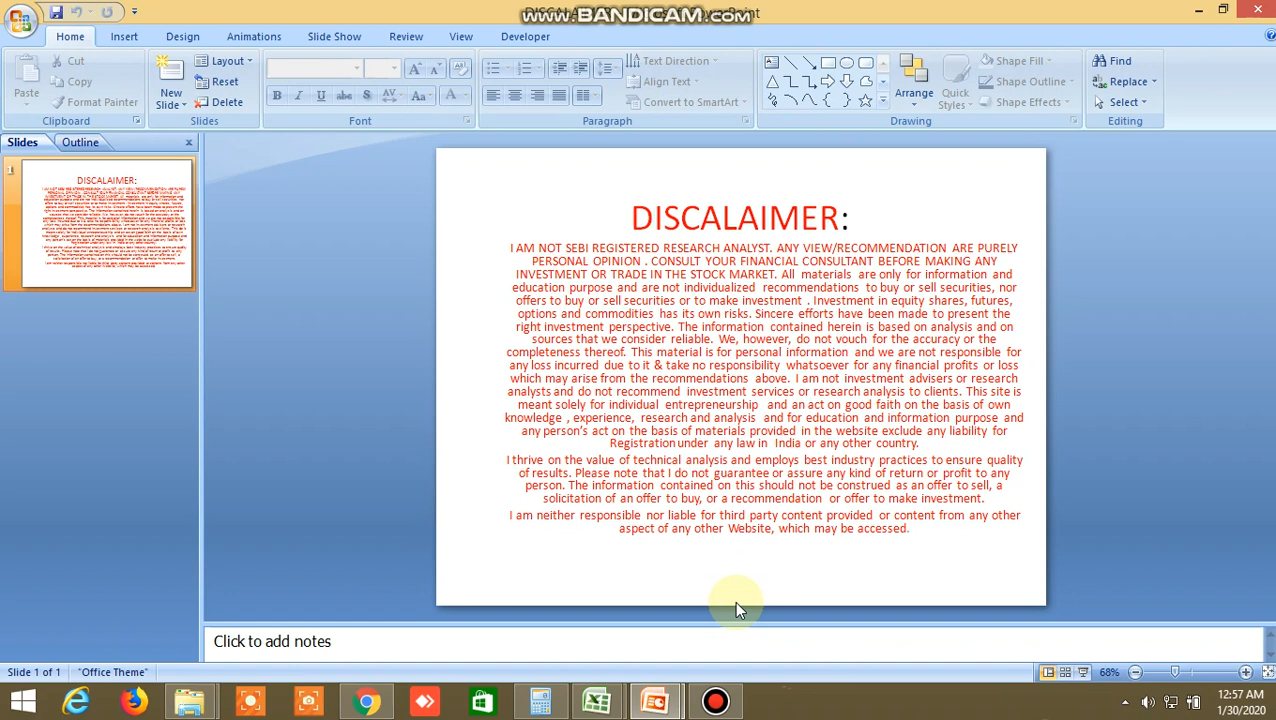 www.BANDICAM.com
Home Insert Design Animations Slide Show Review View Developer
Paste
Cut
Copy
Format Painter
Clipboard
New Slide
Layout
Reset
Delete
Slides
B I U abc S AV Aa A
Font
Text Direction
Align Text
Convert to SmartArt
Paragraph
Arrange
Quick Styles
Shape Fill
Shape Outline
Shape Effects
Drawing
Find
Replace
Select
Editing
Slides Outline
1
DISCALAIMER:
I AM NOT SEBI REGISTERED RESEARCH ANALYST. ANY VIEW/RECOMMENDATION ARE PURELY
PERSONAL OPINION . CONSULT YOUR FINANCIAL CONSULTANT BEFORE MAKING ANY
INVESTMENT OR TRADE IN THE STOCK MARKET. All materials are only for information and
education purpose and are not individualized recommendations to buy or sell securities, nor
offers to buy or sell securities or to make investment . Investment in equity shares, futures,
options and commodities has its own risks. Sincere efforts have been made to present the
right investment perspective. The information contained herein is based on analysis and on
sources that we consider reliable. We, however, do not vouch for the accuracy or the
completeness thereof. This material is for personal information and we are not responsible for
any loss incurred due to it & take no responsibility whatsoever for any financial profits or loss
which may arise from the recommendations above. I am not investment advisers or research
analysts and do not recommend investment services or research analysis to clients. This site is
meant solely for individual entrepreneurship and an act on good faith on the basis of own
knowledge , experience, research and analysis and for education and information purpose and
any person's act on the basis of materials provided in the website exclude any liability for
Registration under any law in India or any other country.
I thrive on the value of technical analysis and employs best industry practices to ensure quality
of results. Please note that I do not guarantee or assure any kind of return or profit to any
person. The information contained on this should not be construed as an offer to sell, a
solicitation of an offer to buy, or a recommendation or offer to make investment.
I am neither responsible nor liable for third party content provided or content from any other
aspect of any other Website, which may be accessed.
Click to add notes
Slide 1 of 1 "Office Theme" 68%
12:57 AM
1/30/2020